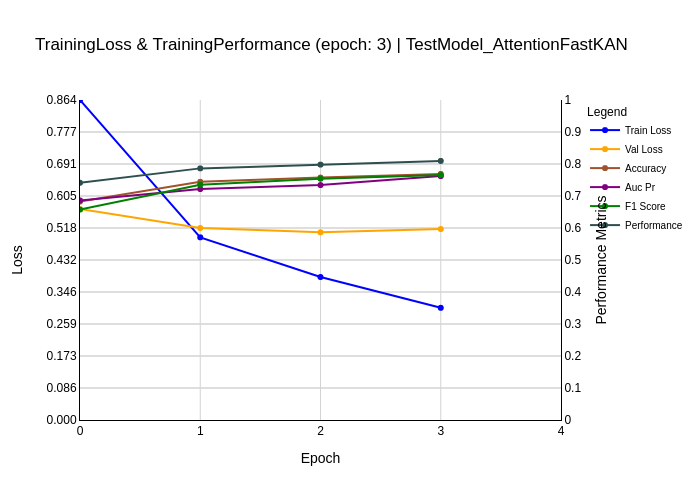 TrainingLoss & TrainingPerformance (epoch: 3) | TestModel_AttentionFastKAN
0.864
0.777
0.691
0.605
0.518
0.432
0.346
0.259
0.173
0.086
0.000
Loss
0
1
2
3
4
Epoch
1
0.9
0.8
0.7
0.6
0.5
0.4
0.3
0.2
0.1
0
Performance Metrics
Legend
Train Loss
Val Loss
Accuracy
Auc Pr
F1 Score
Performance